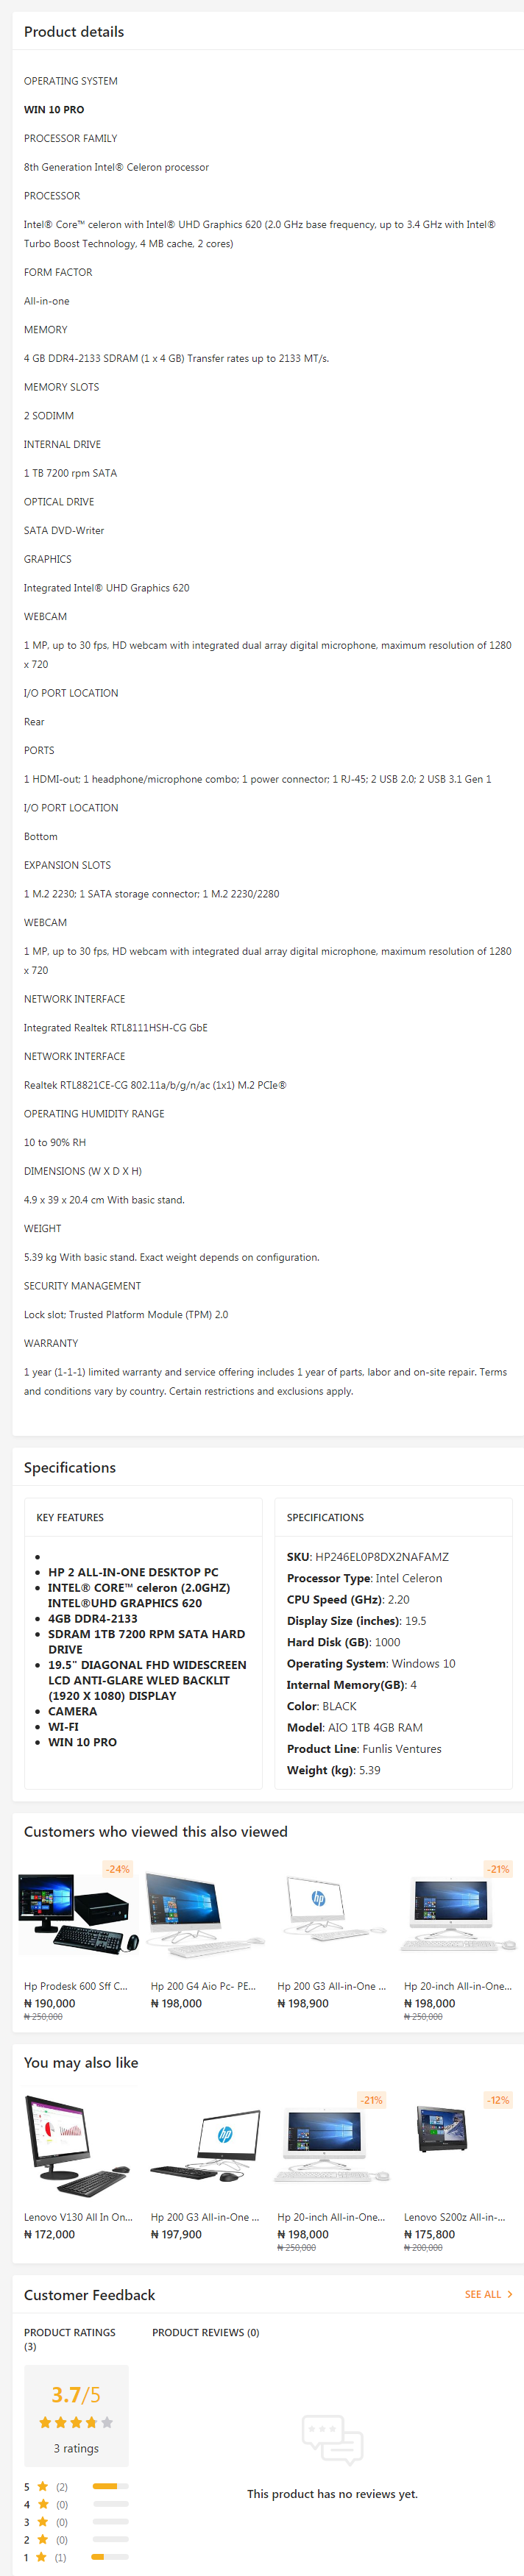 Product details
OPERATING SYSTEM
WIN 10 PRO
PROCESSOR FAMILY
8th Generation Intel® Celeron processor
PROCESSOR
Intel® Core™ celeron with Intel® UHD Graphics 620 (2.0 GHz base frequency, up to 3.4 GHz with Intel®
Turbo Boost Technology, 4 MB cache, 2 cores)
FORM FACTOR
All-in-one
MEMORY
4 GB DDR4-2133 SDRAM (1 x 4 GB) Transfer rates up to 2133 MT/s.
MEMORY SLOTS
2 SODIMM
INTERNAL DRIVE
1 TB 7200 rpm SATA
OPTICAL DRIVE
SATA DVD-Writer
GRAPHICS
Integrated Intel® UHD Graphics 620
WEBCAM
1 MP, up to 30 fps, HD webcam with integrated dual array digital microphone, maximum resolution of 1280
x 720
I/O PORT LOCATION
Rear
PORTS
1 HDMI-out; 1 headphone/microphone combo; 1 power connector; 1 RJ-45; 2 USB 2.0; 2 USB 3.1 Gen 1
I/O PORT LOCATION
Bottom
EXPANSION SLOTS
1 M.2 2230; 1 SATA storage connector; 1 M.2 2230/2280
WEBCAM
1 MP, up to 30 fps, HD webcam with integrated dual array digital microphone, maximum resolution of 1280
x 720
NETWORK INTERFACE
Integrated Realtek RTL8111HSH-CG GbE
NETWORK INTERFACE
Realtek RTL8821CE-CG 802.11a/b/g/n/ac (1x1) M.2 PCIe®
OPERATING HUMIDITY RANGE
10 to 90% RH
DIMENSIONS (W X D X H)
4.9 x 39 x 20.4 cm With basic stand.
WEIGHT
5.39 kg With basic stand. Exact weight depends on configuration.
SECURITY MANAGEMENT
Lock slot; Trusted Platform Module (TPM) 2.0
WARRANTY
1 year (1-1-1) limited warranty and service offering includes 1 year of parts, labor and on-site repair. Terms
and conditions vary by country. Certain restrictions and exclusions apply.
Specifications
KEY FEATURES
HP 2 ALL-IN-ONE DESKTOP PC
INTEL® CORE™ celeron (2.0GHZ)
INTEL®UHD GRAPHICS 620
4GB DDR4-2133
SDRAM 1TB 7200 RPM SATA HARD
DRIVE
19.5" DIAGONAL FHD WIDESCREEN
LCD ANTI-GLARE WLED BACKLIT
(1920 X 1080) DISPLAY
CAMERA
WI-FI
WIN 10 PRO
SPECIFICATIONS
SKU: HP246EL0P8DX2NAFAMZ
Processor Type: Intel Celeron
CPU Speed (GHz): 2.20
Display Size (inches): 19.5
Hard Disk (GB): 1000
Operating System: Windows 10
Internal Memory(GB): 4
Color: BLACK
Model: AIO 1TB 4GB RAM
Product Line: Funlis Ventures
Weight (kg): 5.39
Customers who viewed this also viewed
-24%
-21%
Hp Prodesk 600 Sff C...
₦ 190,000
₦ 250,000
Hp 200 G4 Aio Pc- PE...
₦ 198,000
Hp 200 G3 All-in-One ...
₦ 198,900
Hp 20-inch All-in-One...
₦ 198,000
₦ 250,000
You may also like
-21%
-12%
Lenovo V130 All In On...
₦ 172,000
Hp 200 G3 All-in-One ...
₦ 197,900
Hp 20-inch All-in-One...
₦ 198,000
₦ 250,000
Lenovo S200z All-in-...
₦ 175,800
₦ 200,000
Customer Feedback
SEE ALL
PRODUCT RATINGS
(3)
3.7/5
3 ratings
5 (2)
4 (0)
3 (0)
2 (0)
1 (1)
PRODUCT REVIEWS (0)
This product has no reviews yet.